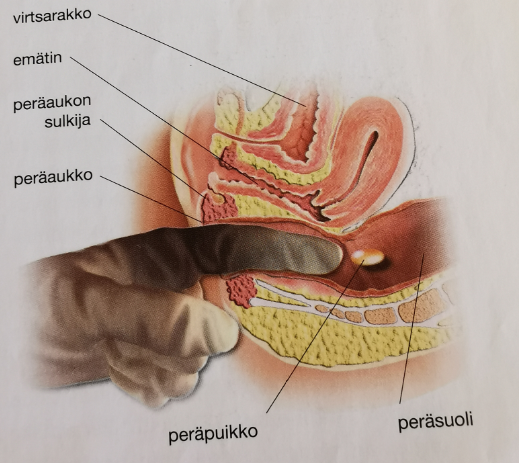 virtsarakko
emätin
peräaukon
sulkija
peräaukko
peräpuikko
peräsuoli